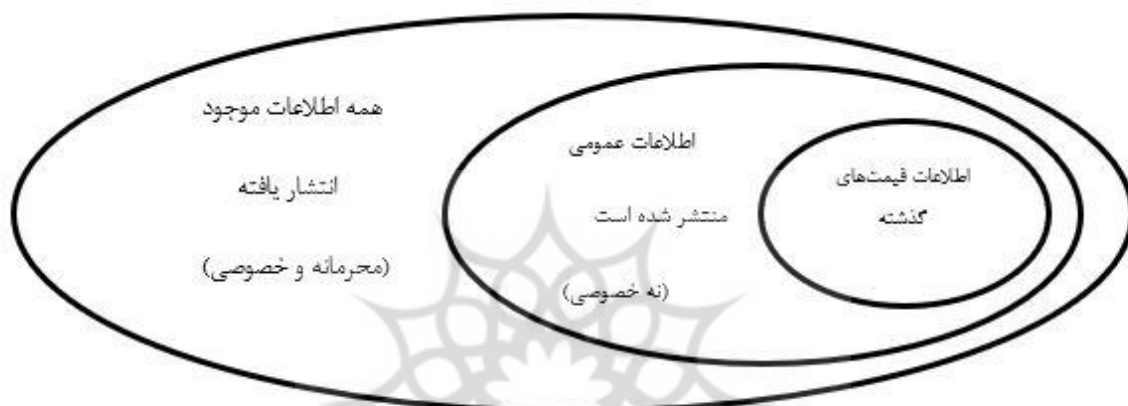 همه اطلاعات موجود
انتشار یافته
(محرمانه و خصوصی)
اطلاعات عمومی
منتشر شده است
(نه خصوصی)
اطلاعات قیمت‌های
گذشته